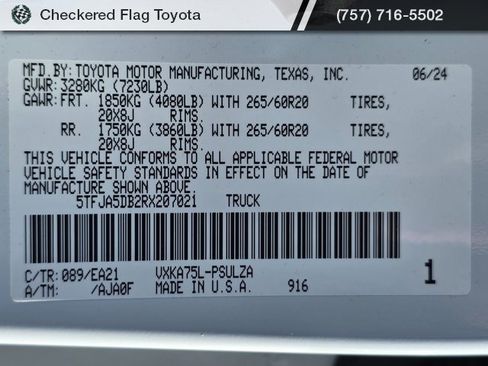 Checkered Flag Toyota
(757) 716-5502
MFD.BY: TOYOTA MOTOR MANUFACTURING, TEXAS, INC. 06/24
GVWR: 3280KG (7230LB)
GAWR: FRT. 1850KG (4080LB) WITH 265/60R20 TIRES,
20X8J RIMS.
RR. 1750KG (3860LB) WITH 265/60R20 TIRES,
20X8J RIMS.
THIS VEHICLE CONFORMS TO ALL APPLICABLE FEDERAL MOTOR
VEHICLE SAFETY STANDARDS IN EFFECT ON THE DATE OF
MANUFACTURE SHOWN ABOVE.
5TFJA5DB2RX207021 TRUCK
C/TR: 089/EA21 VXKA75L-PSULZA 1
A/TM: /AJA0F MADE IN U.S.A. 916